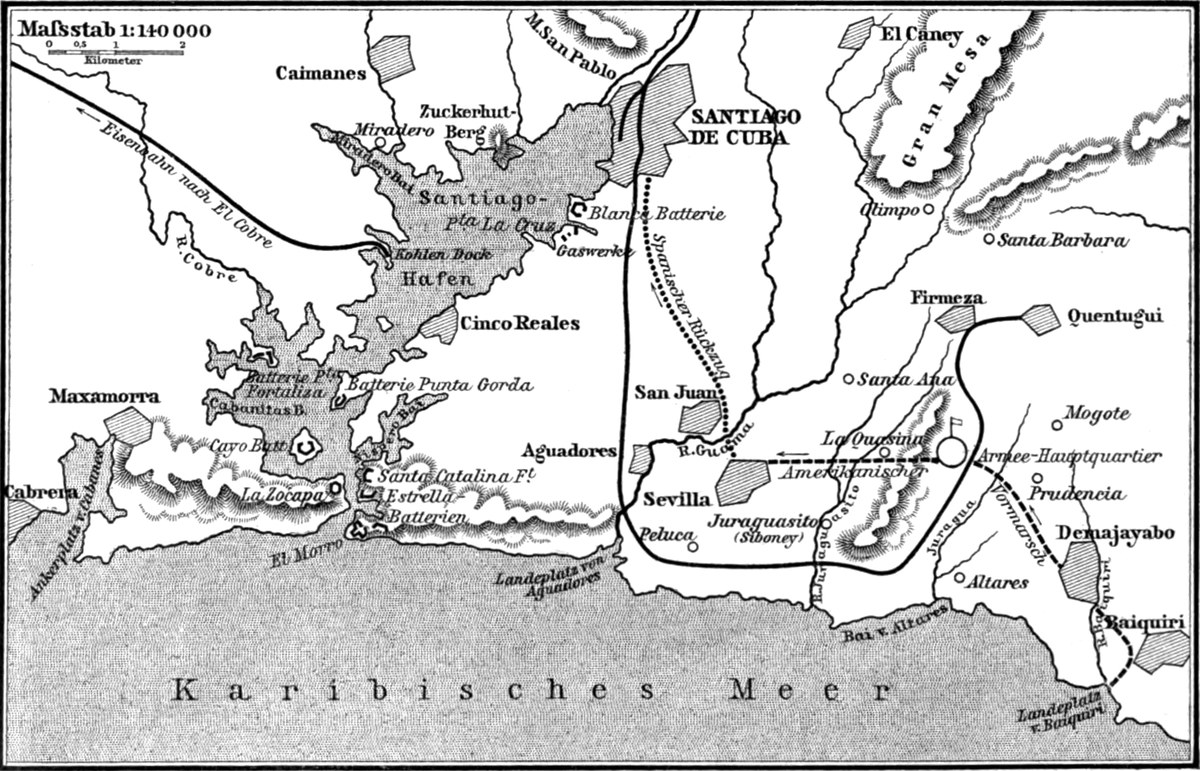 Maſsstab 1:140 000
0 0,5 1 2
Kilometer
M. San Pablo
El Caney
Gran Mesa
Caimanes
Zuckerhut-
Berg
Miradero
Miradero Bai
SANTIAGO
DE CUBA
Eisenbahn nach El Cobre
Santiago-
Pta La Cruz
Blanca Batterie
Gaswerke
Olimpo
Santa Barbara
R. Cobre
Kohlen Dock
Hafen
Spanischer Rückzug
Cinco Reales
Firmeza
Quentugui
Batterie Pta
Fortaliza
Batterie Punta Gorda
Cabanitas B.
Santa Ana
San Juan
Mogote
Maxamorra
Cayo Batt.
Aguadores
R. Guama
La Quasina
Amerikanischer
Armee-Hauptquartier
Santa Catalina Ft.
Estrella-
Batterien
La Zocapa
Cabrera
Ankerplatz v. Cabanas
Sevilla
Prudencia
Vormarsch
Juraguasito
(Siboney)
Peluca
R. Juraguasito
Juragua
Demajayabo
El Morro
Landeplatz von
Aguadores
Altares
R. Baiquiri
Baiquiri
Bai v. Altares
Karibisches Meer
Landeplatz
v. Baiquiri